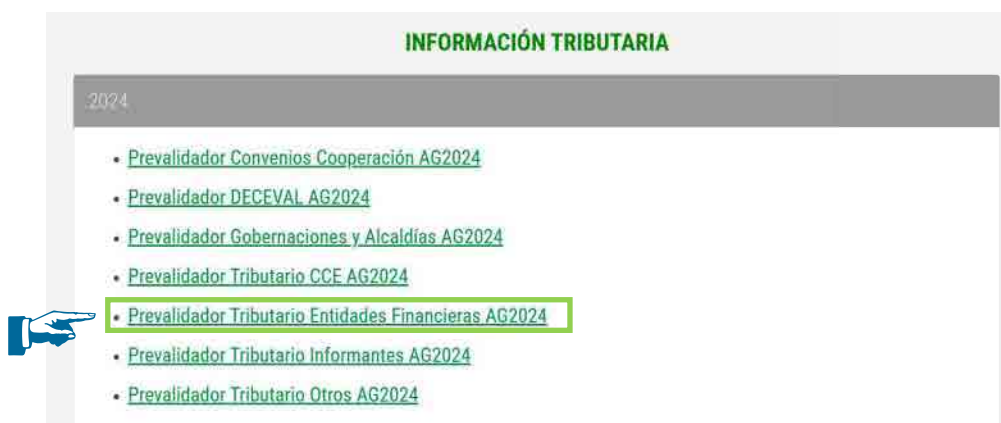 INFORMACIÓN TRIBUTARIA
2024
Prevalidador Convenios Cooperación AG2024
Prevalidador DECEVAL AG2024
Prevalidador Gobernaciones y Alcaldías AG2024
Prevalidador Tributario CCE AG2024
Prevalidador Tributario Entidades Financieras AG2024
Prevalidador Tributario Informantes AG2024
Prevalidador Tributario Otros AG2024